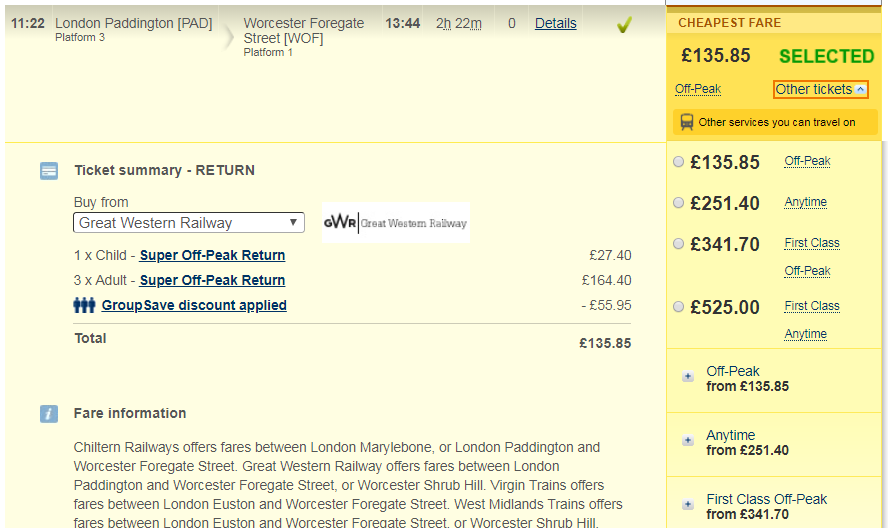 11:22 London Paddington [PAD] Worcester Foregate 13:44 2h 22m 0 Details
Platform 3 Street [WOF]
Platform 1
CHEAPEST FARE
£135.85 SELECTED
Off-Peak Other tickets
Other services you can travel on
£135.85 Off-Peak
£251.40 Anytime
£341.70 First Class
Off-Peak
£525.00 First Class
Anytime
Off-Peak
from £135.85
Anytime
from £251.40
First Class Off-Peak
from £341.70
Ticket summary - RETURN
Buy from
Great Western Railway
GWR Great Western Railway
1 x Child - Super Off-Peak Return £27.40
3 x Adult - Super Off-Peak Return £164.40
GroupSave discount applied - £55.95
Total £135.85
Fare information
Chiltern Railways offers fares between London Marylebone, or London Paddington and
Worcester Foregate Street. Great Western Railway offers fares between London
Paddington and Worcester Foregate Street, or Worcester Shrub Hill. Virgin Trains offers
fares between London Euston and Worcester Foregate Street. West Midlands Trains offers
fares between London Euston and Worcester Foregate Street, or Worcester Shrub Hill.